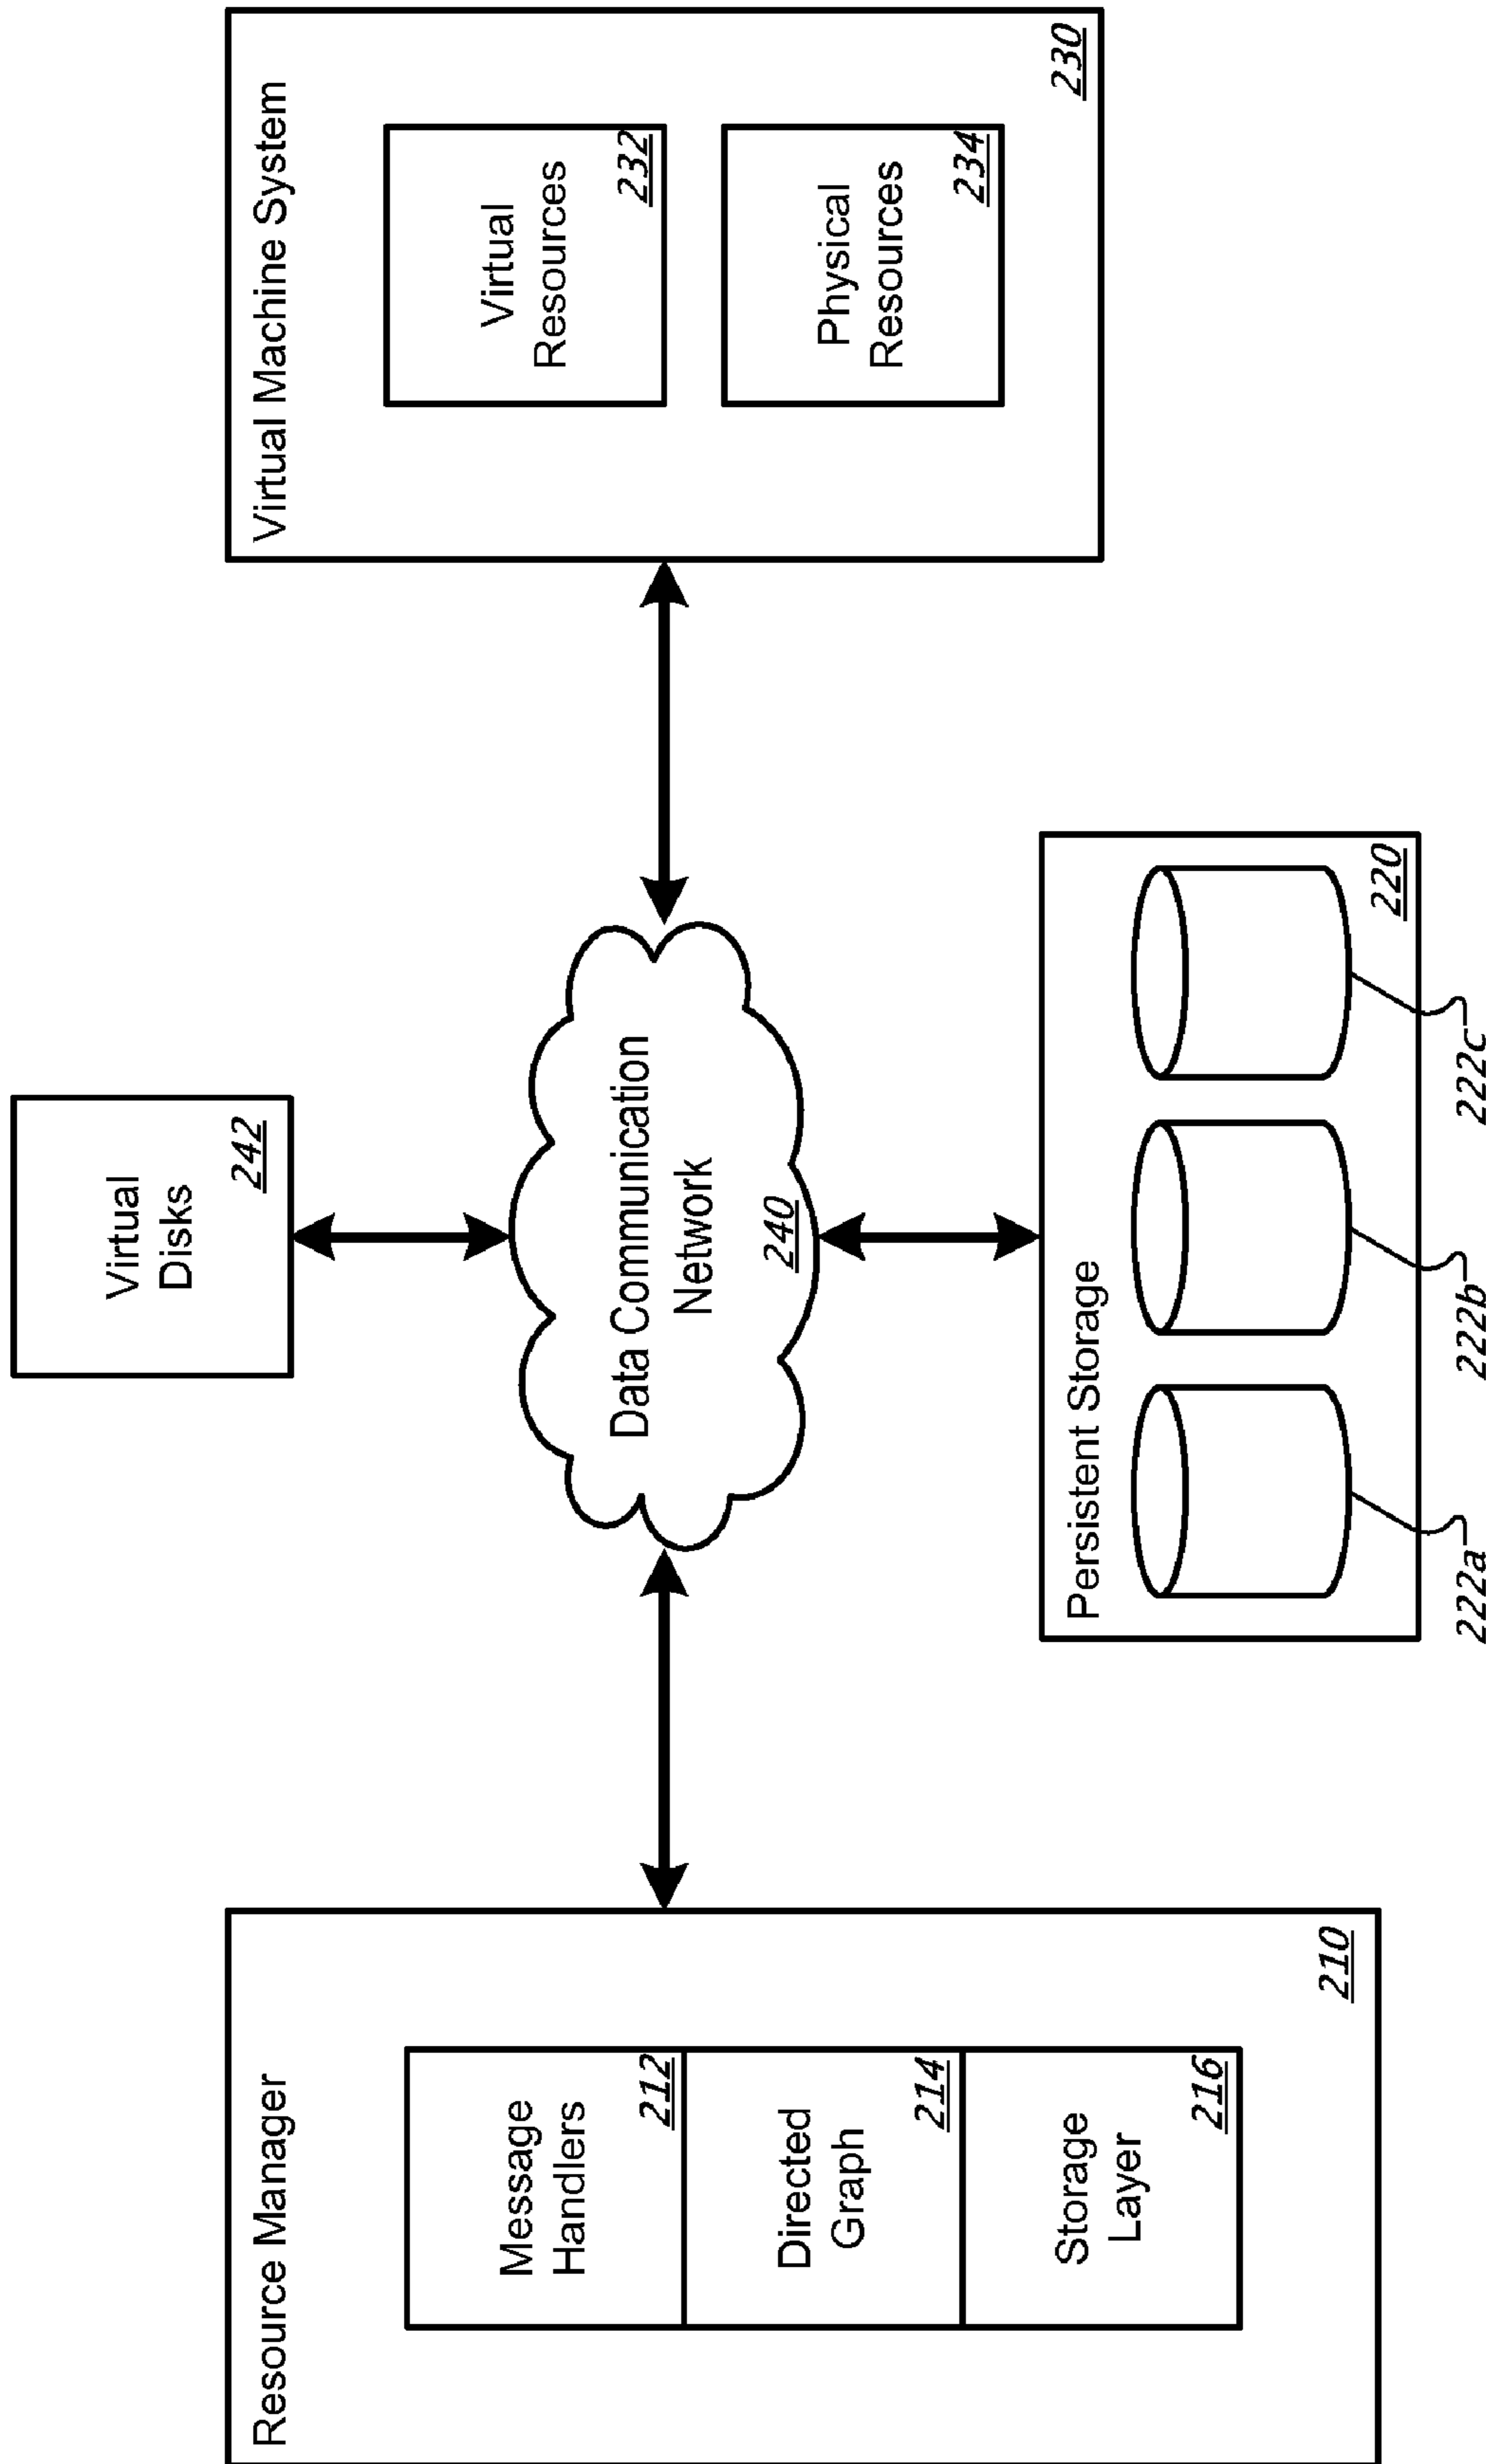 Virtual
Disks
242
Resource Manager
Message
Handlers
212
Directed
Graph
214
Storage
Layer
216
210
Data Communication
Network
240
Virtual Machine System
Virtual
Resources
232
Physical
Resources
234
230
Persistent Storage
220
222a
222b
222c